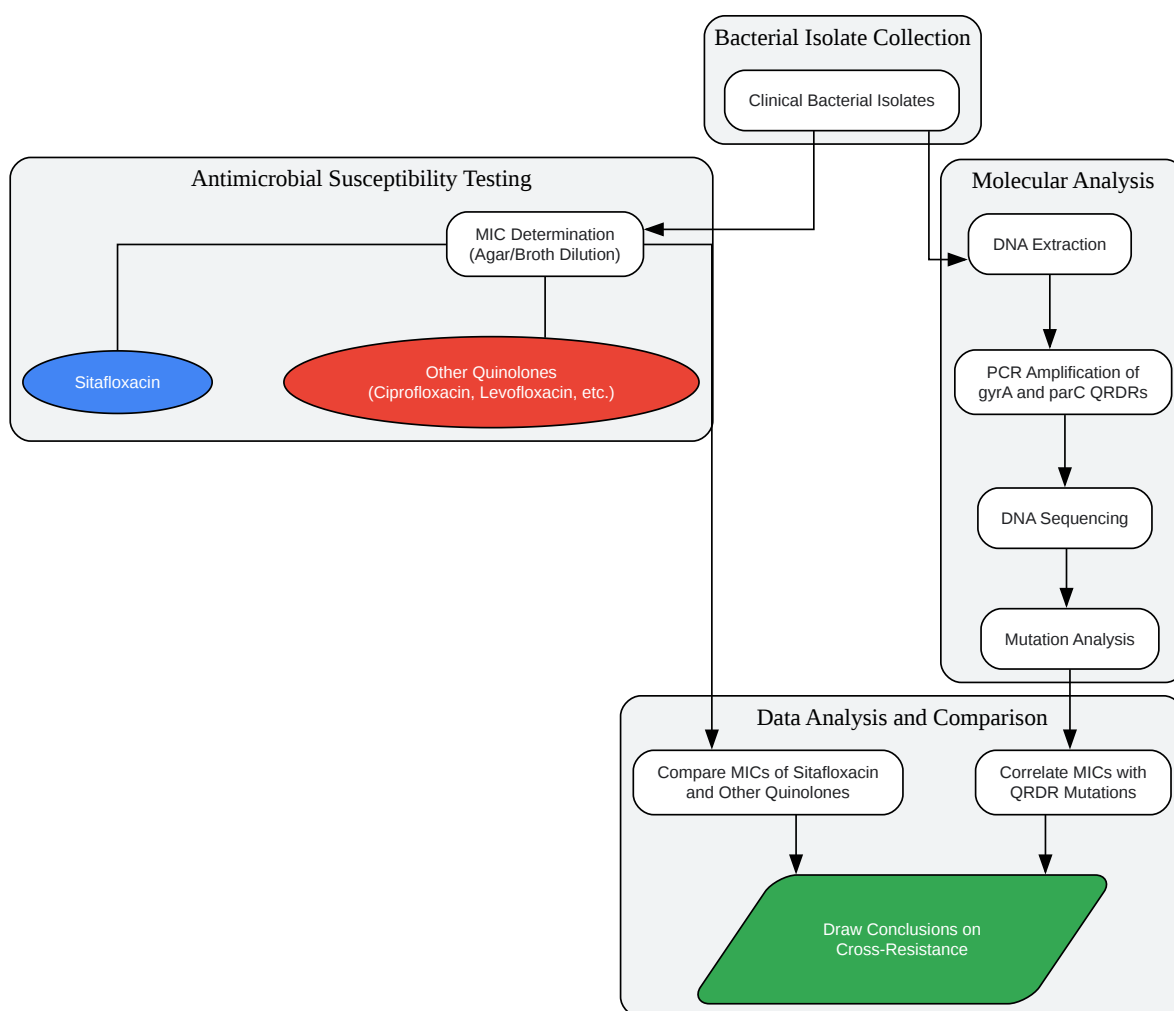 Bacterial Isolate Collection
Clinical Bacterial Isolates
Antimicrobial Susceptibility Testing
MIC Determination
(Agar/Broth Dilution)
Sitafloxacin
Other Quinolones
(Ciprofloxacin, Levofloxacin, etc.)
Molecular Analysis
DNA Extraction
PCR Amplification of
gyrA and parC QRDRs
DNA Sequencing
Mutation Analysis
Data Analysis and Comparison
Compare MICs of Sitafloxacin
and Other Quinolones
Correlate MICs with
QRDR Mutations
Draw Conclusions on
Cross-Resistance